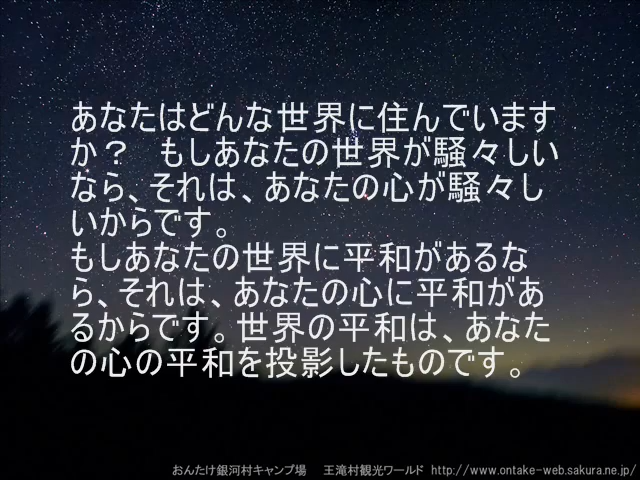 あなたはどんな世界に住んでいます
か？　もしあなたの世界が騒々しい
なら、それは、あなたの心が騒々し
いからです。
もしあなたの世界に平和があるな
ら、それは、あなたの心に平和があ
るからです。世界の平和は、あなた
の心の平和を投影したものです。
おんたけ銀河村キャンプ場　王滝村観光ワールド http://www.ontake-web.sakura.ne.jp/